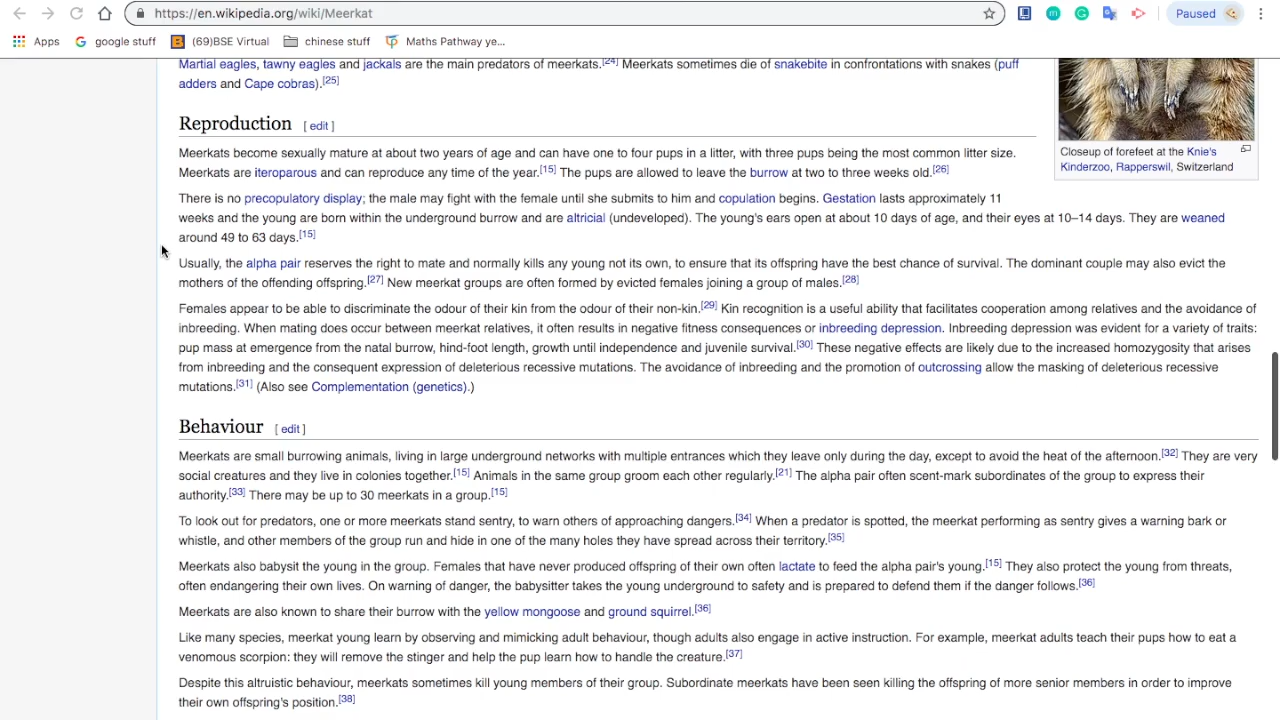 https://en.wikipedia.org/wiki/Meerkat
Paused
Apps
google stuff
(69)BSE Virtual
chinese stuff
Maths Pathway ye...
Martial eagles, tawny eagles and jackals are the main predators of meerkats.[24] Meerkats sometimes die of snakebite in confrontations with snakes (puff
adders and Cape cobras).[25]
Closeup of forefeet at the Knie's
Kinderzoo, Rapperswil, Switzerland
Reproduction [ edit ]
Meerkats become sexually mature at about two years of age and can have one to four pups in a litter, with three pups being the most common litter size.
Meerkats are iteroparous and can reproduce any time of the year.[15] The pups are allowed to leave the burrow at two to three weeks old.[26]
There is no precopulatory display; the male may fight with the female until she submits to him and copulation begins. Gestation lasts approximately 11
weeks and the young are born within the underground burrow and are altricial (undeveloped). The young's ears open at about 10 days of age, and their eyes at 10–14 days. They are weaned
around 49 to 63 days.[15]
Usually, the alpha pair reserves the right to mate and normally kills any young not its own, to ensure that its offspring have the best chance of survival. The dominant couple may also evict the
mothers of the offending offspring.[27] New meerkat groups are often formed by evicted females joining a group of males.[28]
Females appear to be able to discriminate the odour of their kin from the odour of their non-kin.[29] Kin recognition is a useful ability that facilitates cooperation among relatives and the avoidance of
inbreeding. When mating does occur between meerkat relatives, it often results in negative fitness consequences or inbreeding depression. Inbreeding depression was evident for a variety of traits:
pup mass at emergence from the natal burrow, hind-foot length, growth until independence and juvenile survival.[30] These negative effects are likely due to the increased homozygosity that arises
from inbreeding and the consequent expression of deleterious recessive mutations. The avoidance of inbreeding and the promotion of outcrossing allow the masking of deleterious recessive
mutations.[31] (Also see Complementation (genetics).)
Behaviour [ edit ]
Meerkats are small burrowing animals, living in large underground networks with multiple entrances which they leave only during the day, except to avoid the heat of the afternoon.[32] They are very
social creatures and they live in colonies together.[15] Animals in the same group groom each other regularly.[21] The alpha pair often scent-mark subordinates of the group to express their
authority.[33] There may be up to 30 meerkats in a group.[15]
To look out for predators, one or more meerkats stand sentry, to warn others of approaching dangers.[34] When a predator is spotted, the meerkat performing as sentry gives a warning bark or
whistle, and other members of the group run and hide in one of the many holes they have spread across their territory.[35]
Meerkats also babysit the young in the group. Females that have never produced offspring of their own often lactate to feed the alpha pair's young.[15] They also protect the young from threats,
often endangering their own lives. On warning of danger, the babysitter takes the young underground to safety and is prepared to defend them if the danger follows.[36]
Meerkats are also known to share their burrow with the yellow mongoose and ground squirrel.[36]
Like many species, meerkat young learn by observing and mimicking adult behaviour, though adults also engage in active instruction. For example, meerkat adults teach their pups how to eat a
venomous scorpion: they will remove the stinger and help the pup learn how to handle the creature.[37]
Despite this altruistic behaviour, meerkats sometimes kill young members of their group. Subordinate meerkats have been seen killing the offspring of more senior members in order to improve
their own offspring's position.[38]